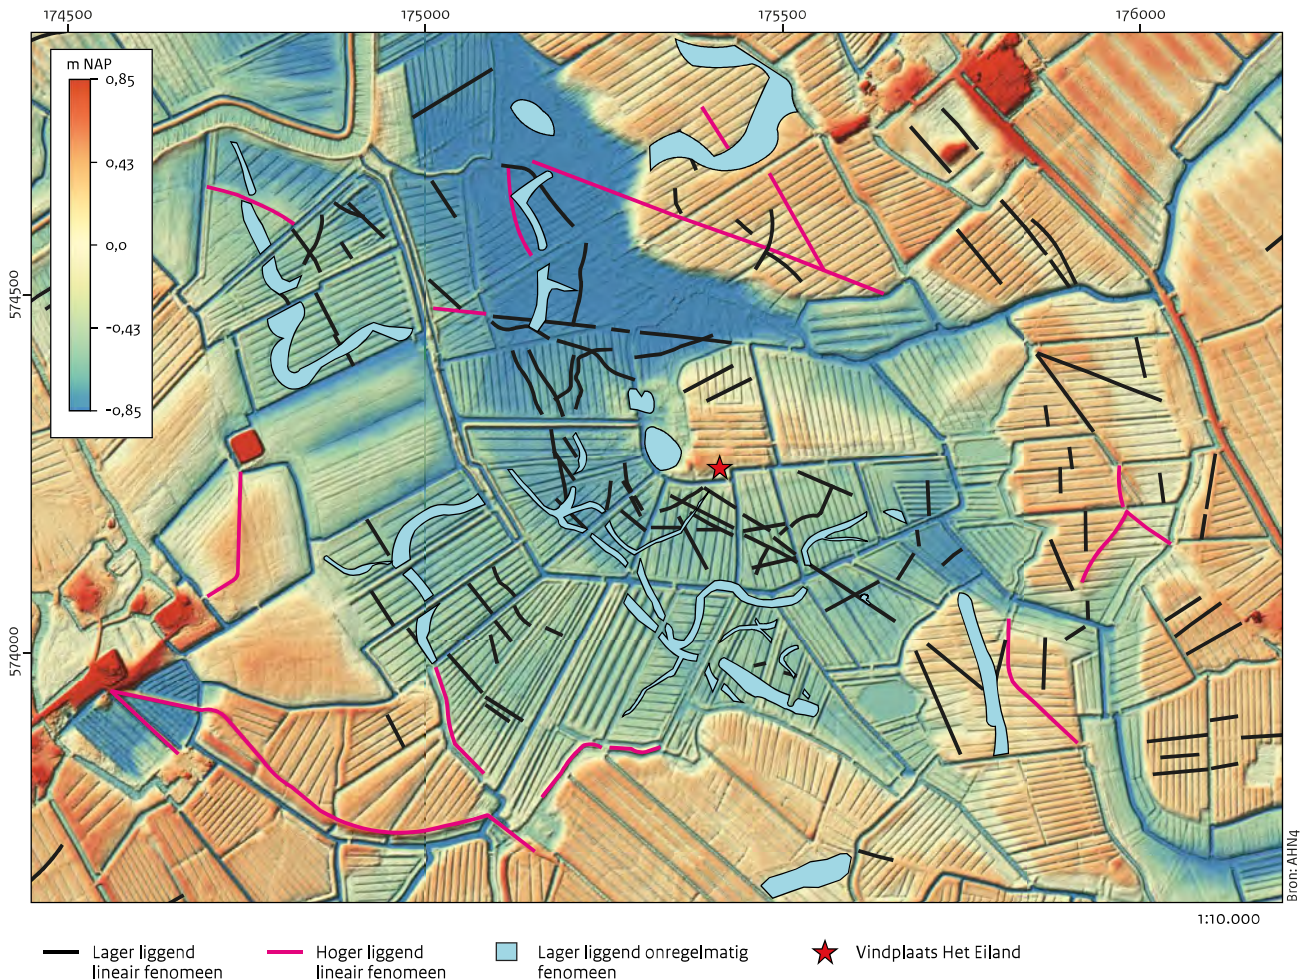 174500 175000 175500 176000
m NAP
0,85
0,43
0,0
-0,43
-0,85
574500
574000
Bron: AHN4
1:10.000
Lager liggend
lineair fenomeen
Hoger liggend
lineair fenomeen
Lager liggend onregelmatig
fenomeen
Vindplaats Het Eiland